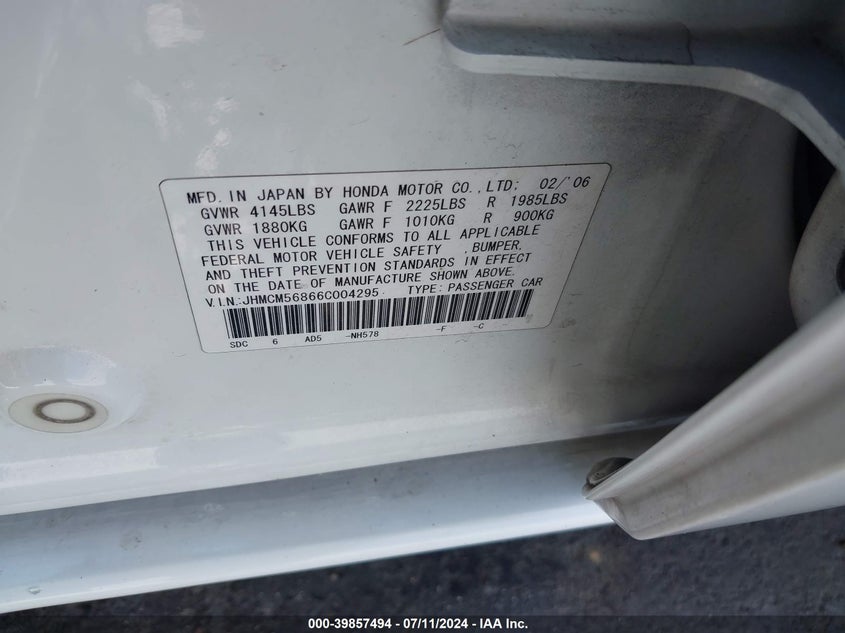 MFD. IN JAPAN BY HONDA MOTOR CO., LTD: 02/'06
GVWR 4145LBS GAWR F 2225LBS R 1985LBS
GVWR 1880KG GAWR F 1010KG R 900KG
THIS VEHICLE CONFORMS TO ALL APPLICABLE
FEDERAL MOTOR VEHICLE SAFETY , BUMPER,
AND THEFT PREVENTION STANDARDS IN EFFECT
ON THE DATE OF MANUFACTURE SHOWN ABOVE.
V.I.N.:JHMCM56866C004295 TYPE: PASSENGER CAR
SDC 6 AD5 -NH578 -F -C
000-39857494 - 07/11/2024 - IAA Inc.